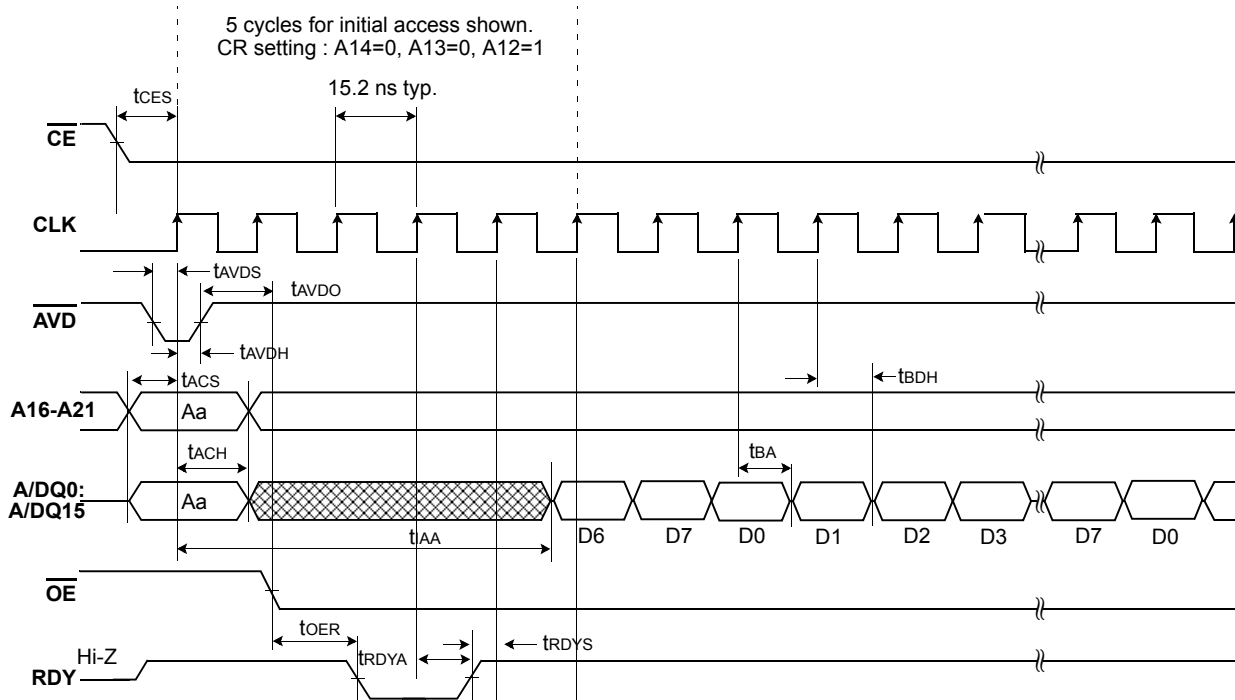 5 cycles for initial access shown.
CR setting : A14=0, A13=0, A12=1
15.2 ns typ.
tCES
CE
CLK
tAVDS
tAVDO
AVD
tAVDH
tACS
tBDH
A16-A21
Aa
tACH
tBA
A/DQ0:
A/DQ15
Aa
tIAA
D6
D7
D0
D1
D2
D3
D7
D0
OE
tOER
tRDYS
Hi-Z
tRDYA
RDY